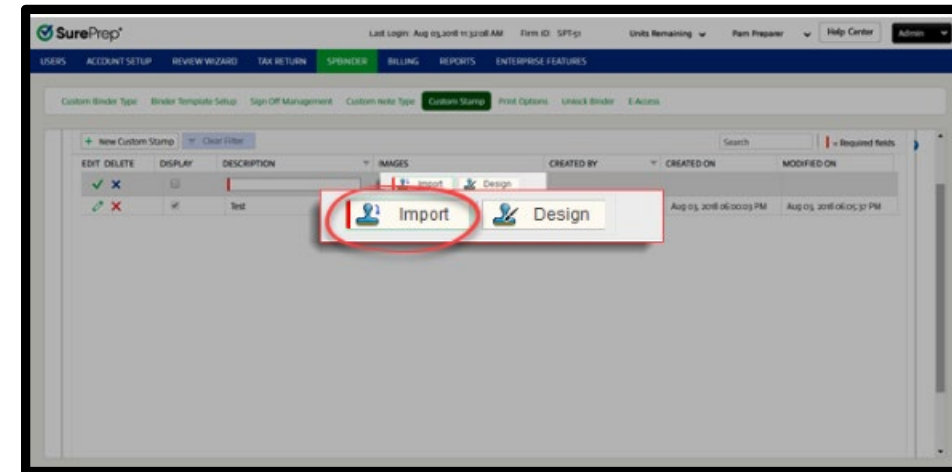 SurePrep Last Login: Aug 03,2018 11:32:08 AM Firm ID: SPT-51 Units Remaining Pam Preparer Help Center Admin
USERS ACCOUNT SETUP REVIEW WIZARD TAX RETURN SPBINDER BILLING REPORTS ENTERPRISE FEATURES
Custom Binder Type Binder Template Setup Sign Off Management Custom Note Type Custom Stamp Print Options Unlock Binder E-Access
+ New Custom Stamp Clear Filter Search = Required fields
EDIT DELETE DISPLAY DESCRIPTION IMAGES CREATED BY CREATED ON MODIFIED ON
Import Design
Test Aug 03, 2018 06:00:03 PM Aug 03, 2018 06:05:37 PM
Import Design